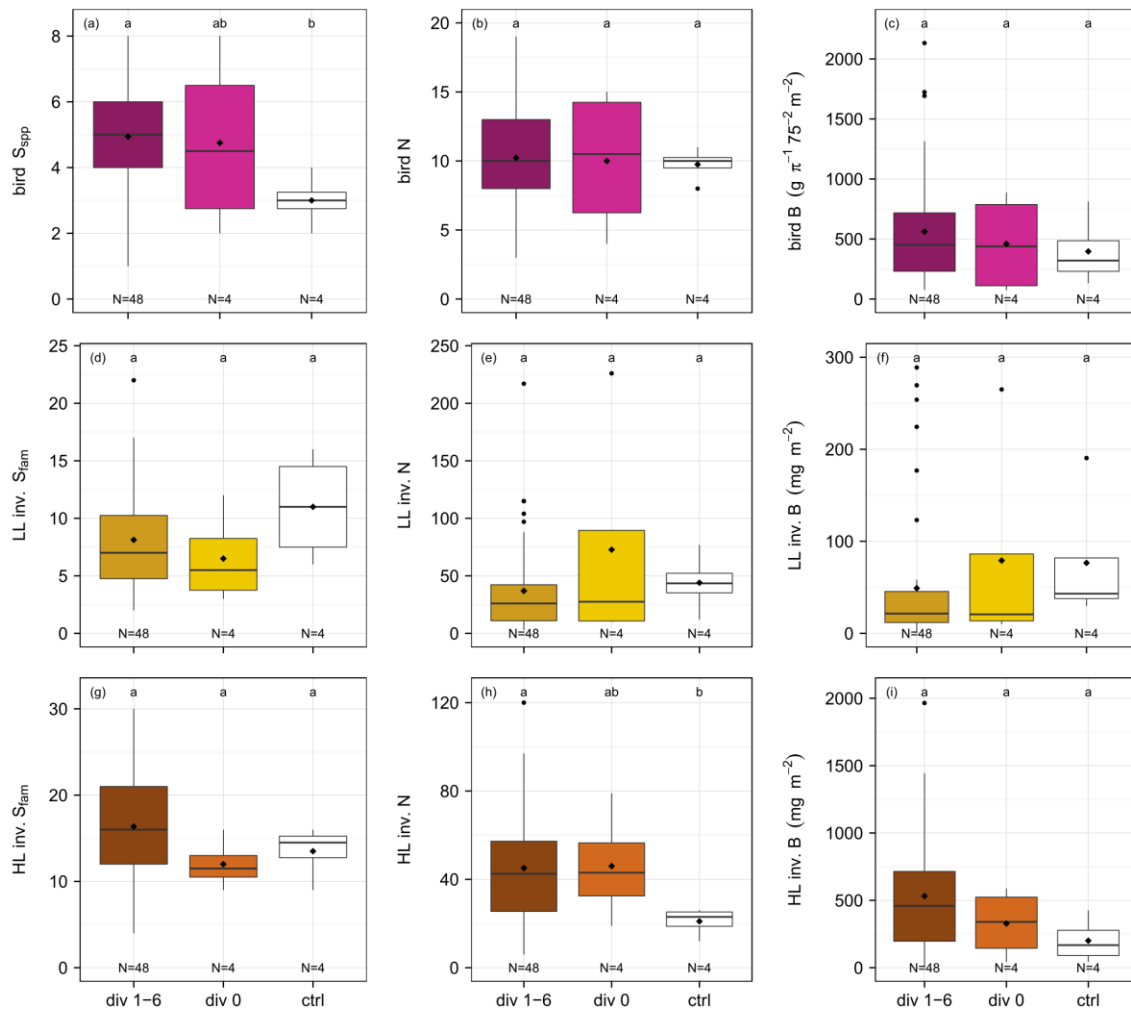 (a) a ab b
bird S_spp
8
6
4
2
0
N=48 N=4 N=4
(b) a a a
bird N
20
15
10
5
0
N=48 N=4 N=4
(c) a a a
bird B (g π⁻¹ 75⁻² m⁻²)
2000
1500
1000
500
0
N=48 N=4 N=4
(d) a a a
LL inv. S_fam
25
20
15
10
5
0
N=48 N=4 N=4
(e) a a a
LL inv. N
250
200
150
100
50
0
N=48 N=4 N=4
(f) a a a
LL inv. B (mg m⁻²)
300
200
100
0
N=48 N=4 N=4
(g) a a a
HL inv. S_fam
30
20
10
0
N=48 N=4 N=4
div 1−6 div 0 ctrl
(h) a ab b
HL inv. N
120
80
40
0
N=48 N=4 N=4
div 1−6 div 0 ctrl
(i) a a a
HL inv. B (mg m⁻²)
2000
1500
1000
500
0
N=48 N=4 N=4
div 1−6 div 0 ctrl